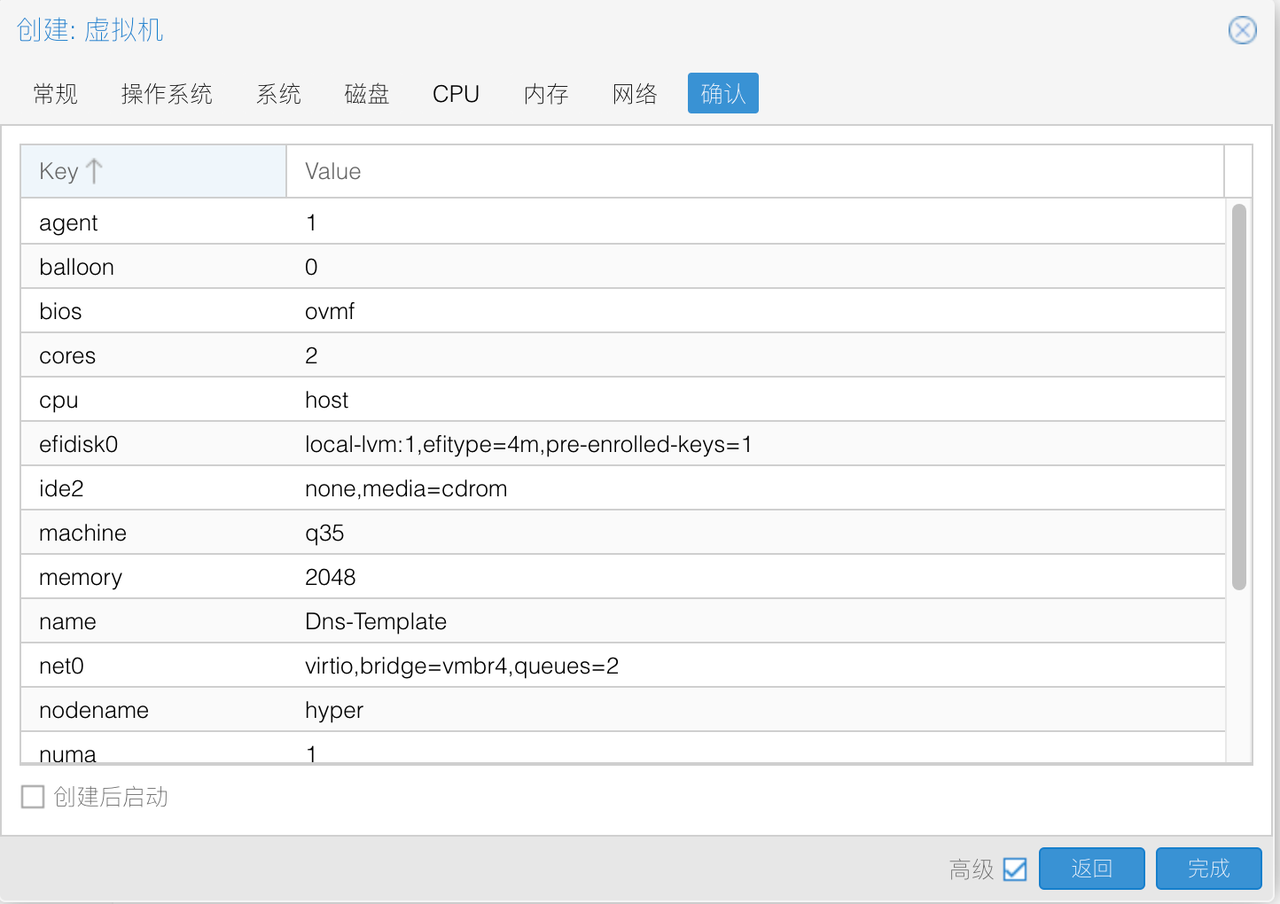 创建: 虚拟机
常规 操作系统 系统 磁盘 CPU 内存 网络 确认
Key Value
agent 1
balloon 0
bios ovmf
cores 2
cpu host
efidisk0 local-lvm:1,efitype=4m,pre-enrolled-keys=1
ide2 none,media=cdrom
machine q35
memory 2048
name Dns-Template
net0 virtio,bridge=vmbr4,queues=2
nodename hyper
numa 1
创建后启动
高级 返回 完成